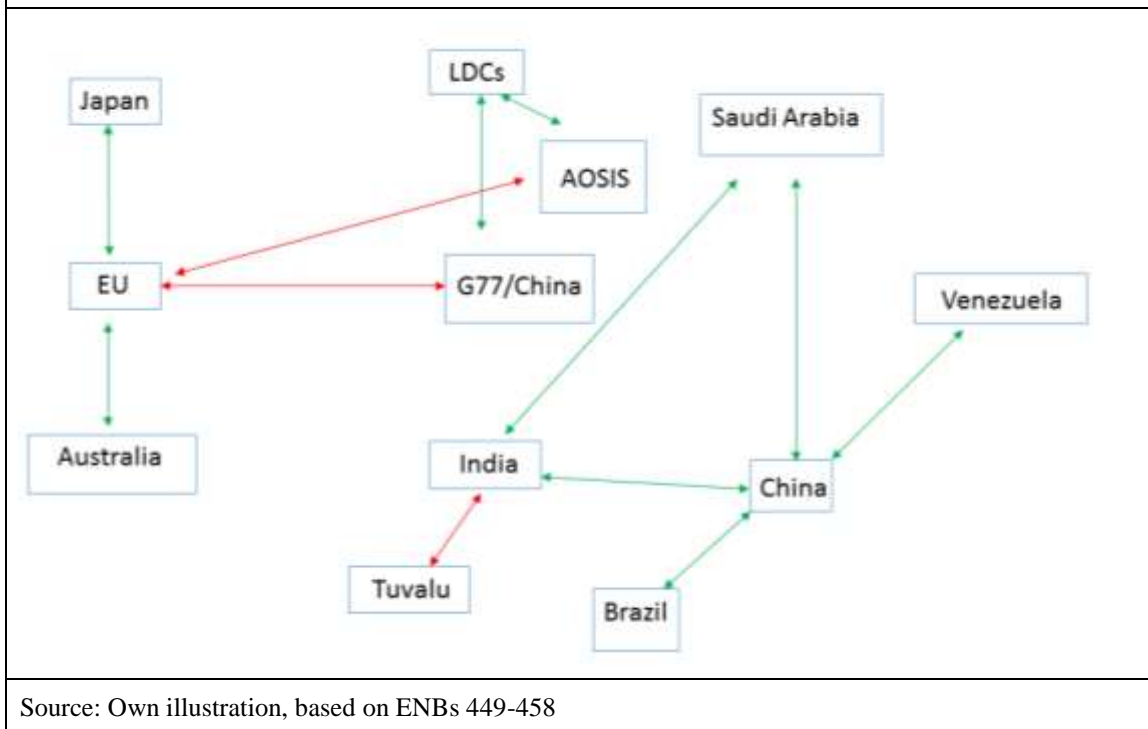 LDCs
Japan
Saudi Arabia
AOSIS
EU
G77/China
Venezuela
Australia
India
China
Tuvalu
Brazil
Source: Own illustration, based on ENBs 449-458